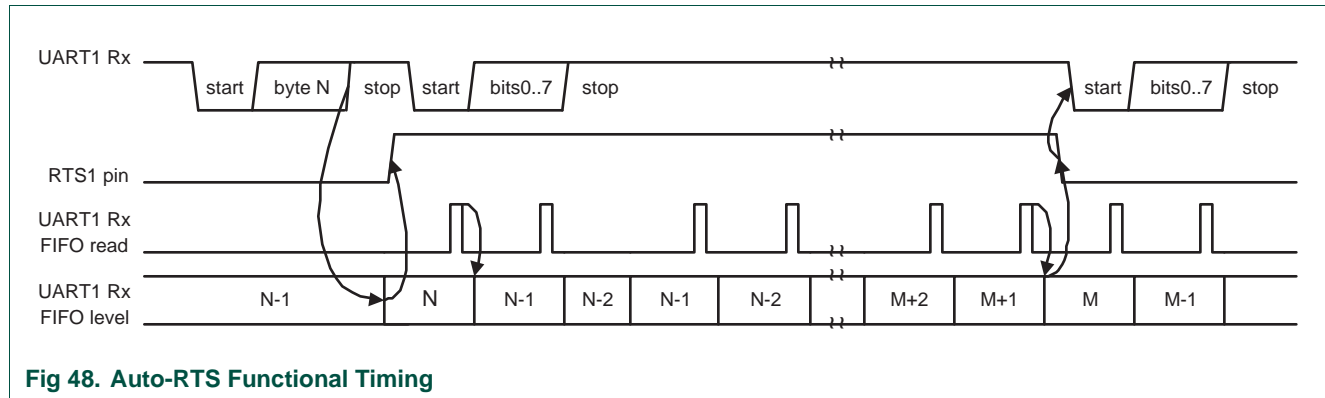 UART1 Rx
start byte N stop start bits0..7 stop start bits0..7 stop
RTS1 pin
UART1 Rx
FIFO read
UART1 Rx
FIFO level
N-1 N N-1 N-2 N-1 N-2 M+2 M+1 M M-1
Fig 48. Auto-RTS Functional Timing